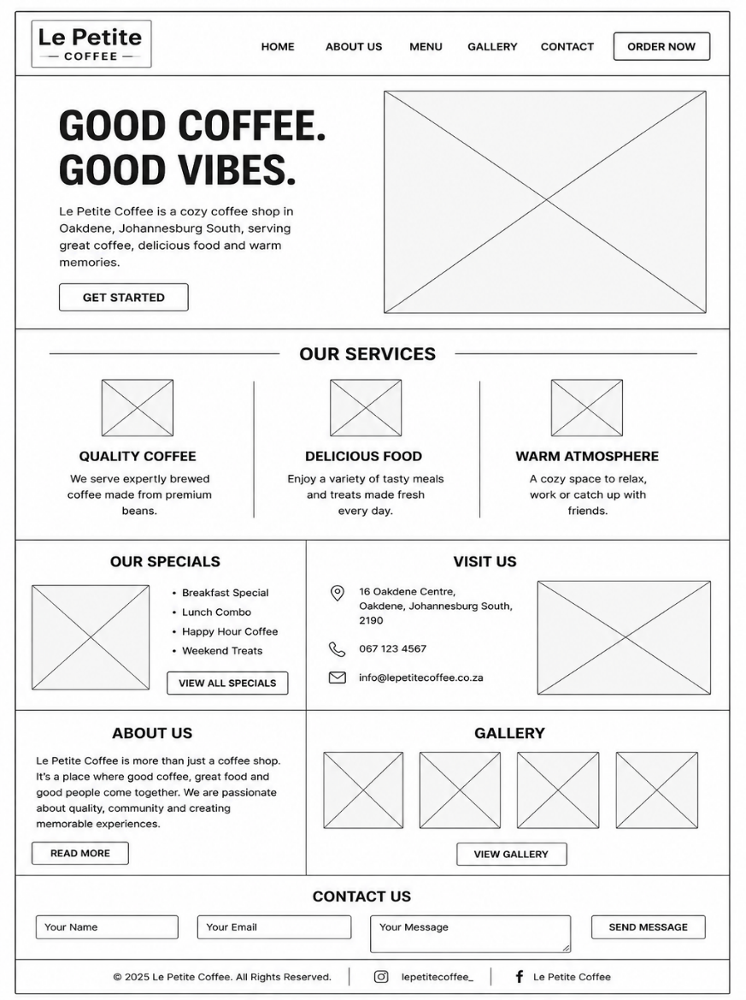 Le Petite
COFFEE
HOME
ABOUT US
MENU
GALLERY
CONTACT
ORDER NOW
GOOD COFFEE.
GOOD VIBES.
Le Petite Coffee is a cozy coffee shop in
Oakdene, Johannesburg South, serving
great coffee, delicious food and warm
memories.
GET STARTED
OUR SERVICES
QUALITY COFFEE
We serve expertly brewed
coffee made from premium
beans.
DELICIOUS FOOD
Enjoy a variety of tasty meals
and treats made fresh
every day.
WARM ATMOSPHERE
A cozy space to relax,
work or catch up with
friends.
OUR SPECIALS
• Breakfast Special
• Lunch Combo
• Happy Hour Coffee
• Weekend Treats
VIEW ALL SPECIALS
VISIT US
16 Oakdene Centre,
Oakdene, Johannesburg South,
2190
067 123 4567
info@lepetitecoffee.co.za
ABOUT US
Le Petite Coffee is more than just a coffee shop.
It's a place where good coffee, great food and
good people come together. We are passionate
about quality, community and creating
memorable experiences.
READ MORE
GALLERY
VIEW GALLERY
CONTACT US
Your Name
Your Email
Your Message
SEND MESSAGE
© 2025 Le Petite Coffee. All Rights Reserved.
lepetitecoffee_
Le Petite Coffee